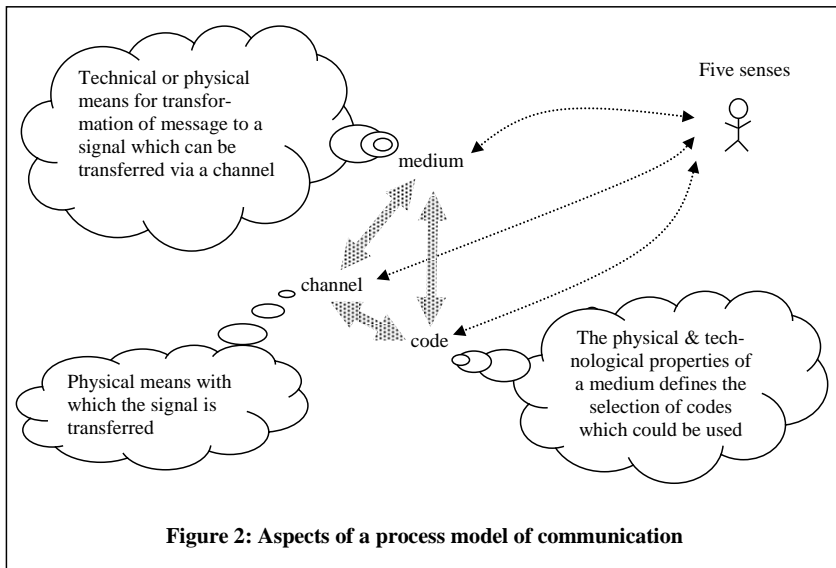 Technical or physical
means for transfor-
mation of message to a
signal which can be
transferred via a channel
Five senses
medium
channel
code
Physical means with
which the signal is
transferred
The physical & tech-
nological properties of
a medium defines the
selection of codes
which could be used
Figure 2: Aspects of a process model of communication